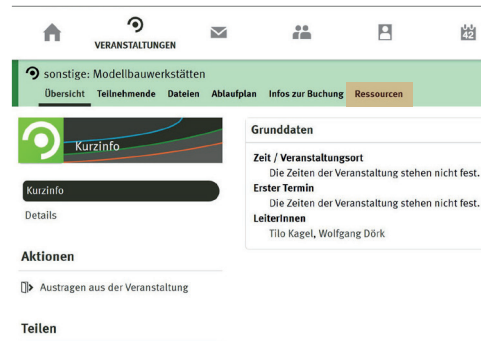 VERANSTALTUNGEN
42
sonstige: Modellbauwerkstätten
Übersicht Teilnehmende Dateien Ablaufplan Infos zur Buchung Ressourcen
Kurzinfo
Kurzinfo
Details
Aktionen
Austragen aus der Veranstaltung
Teilen
Grunddaten
Zeit / Veranstaltungsort
Die Zeiten der Veranstaltung stehen nicht fest.
Erster Termin
Die Zeiten der Veranstaltung stehen nicht fest.
LeiterInnen
Tilo Kagel, Wolfgang Dörk